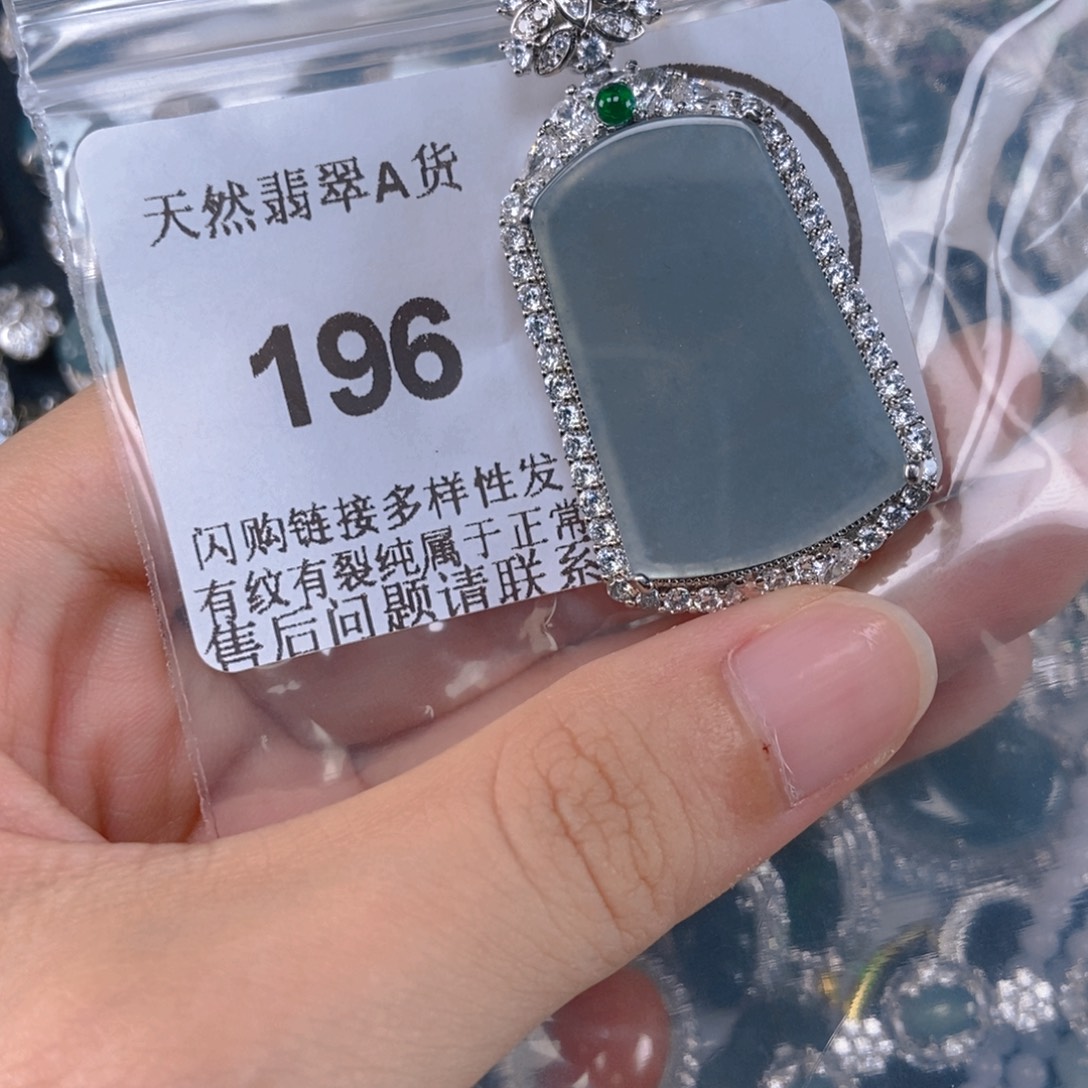 天然翡翠A货
196
闪购链接多样性发
有纹有裂纯属于正常
售后问题请联系